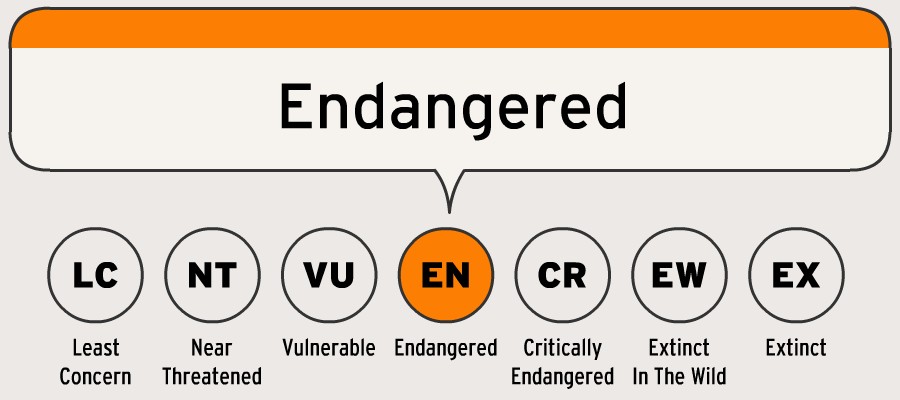 Endangered
LC NT VU EN CR EW EX
Least Near Vulnerable Endangered Critically Extinct Extinct
Concern Threatened Endangered In The Wild